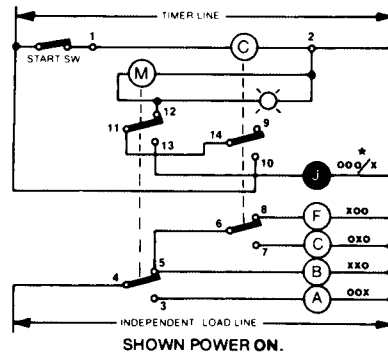 TIMER LINE
1 C 2
START SW
M
12
11 9
13 14
10
*
J ooo/x
8 F xoo
6
7 C oxo
5 B xxo
4
3 A oox
INDEPENDENT LOAD LINE
SHOWN POWER ON.